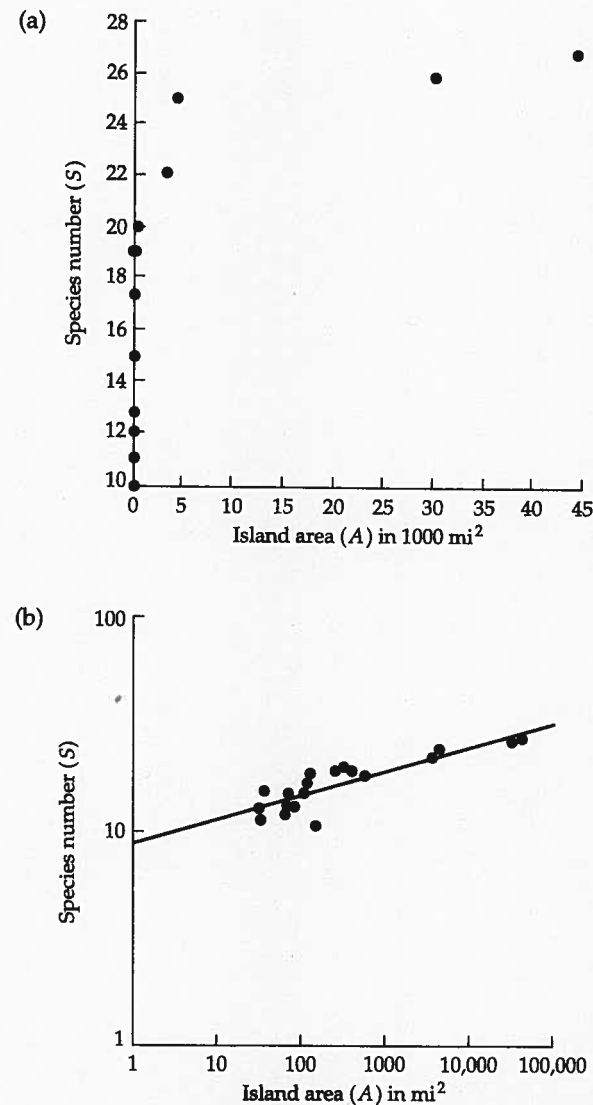 (a)
28
26
24
22
20
18
16
14
12
10
Species number (S)
0 5 10 15 20 25 30 35 40 45
Island area (A) in 1000 mi²
(b)
100
10
1
Species number (S)
1 10 100 1000 10,000 100,000
Island area (A) in mi²